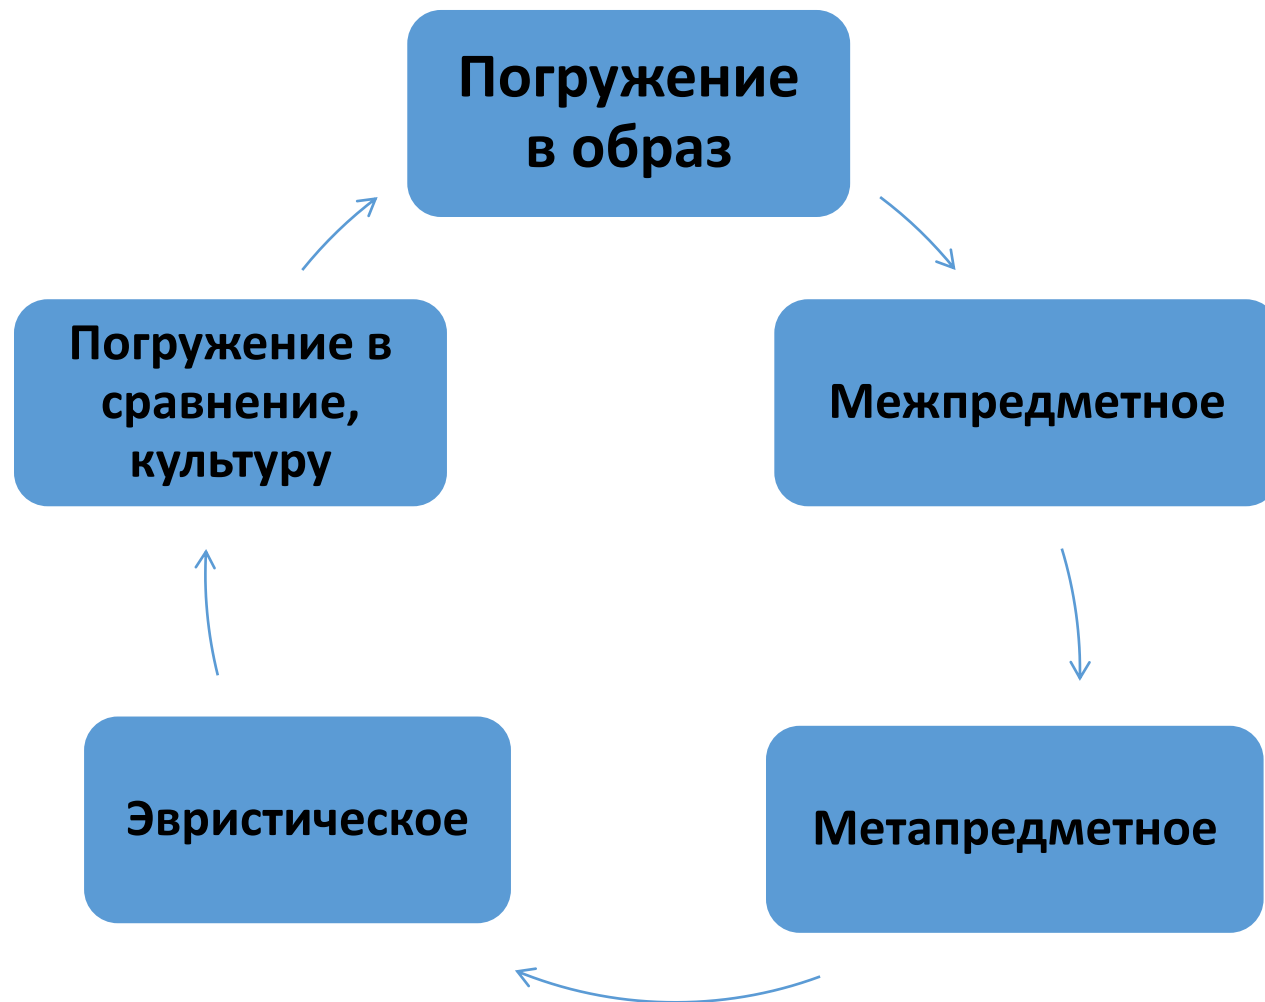 Погружение
в образ
Межпредметное
Метапредметное
Эвристическое
Погружение в
сравнение,
культуру